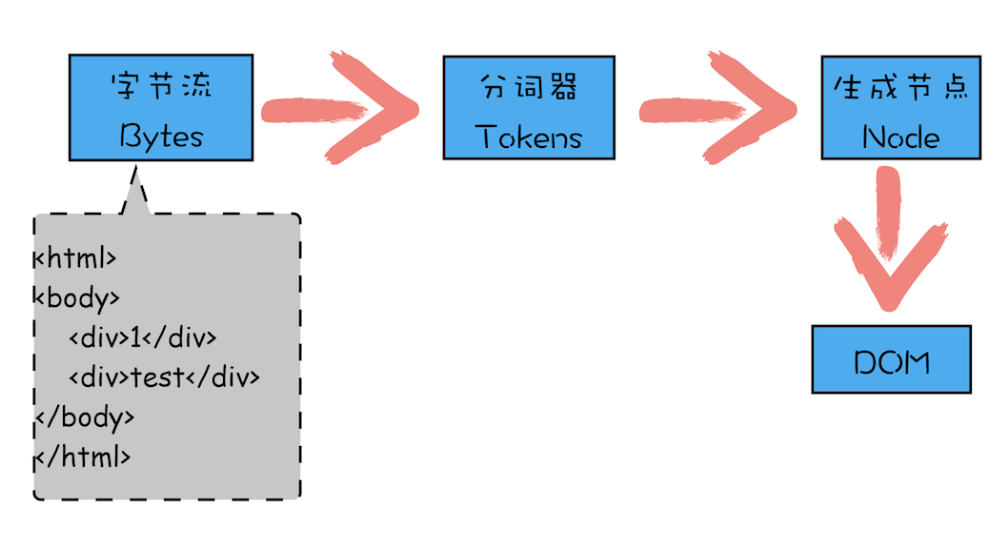 字节流
Bytes
分词器
Tokens
生成节点
Node
<html>
<body>
<div>1</div>
<div>test</div>
</body>
</html>
DOM